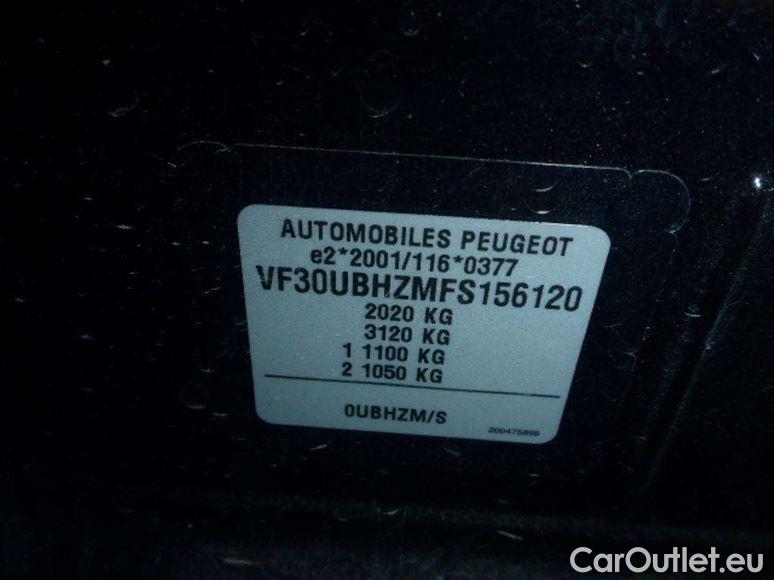 AUTOMOBILES PEUGEOT
e2*2001/116*0377
VF30UBHZMFS156120
2020 KG
3120 KG
1 1100 KG
2 1050 KG
0UBHZM/S
200475899
CarOutlet.eu